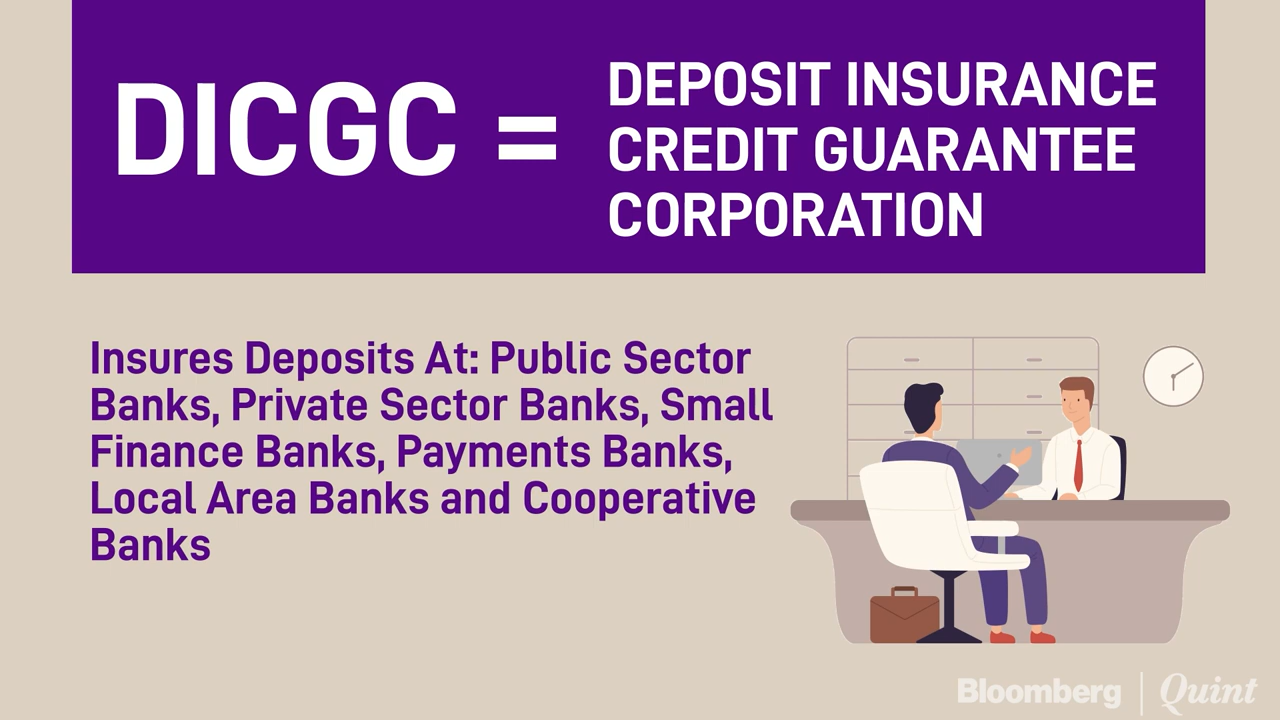 DICGC =
DEPOSIT INSURANCE
CREDIT GUARANTEE
CORPORATION
Insures Deposits At: Public Sector
Banks, Private Sector Banks, Small
Finance Banks, Payments Banks,
Local Area Banks and Cooperative
Banks
Bloomberg | Quint